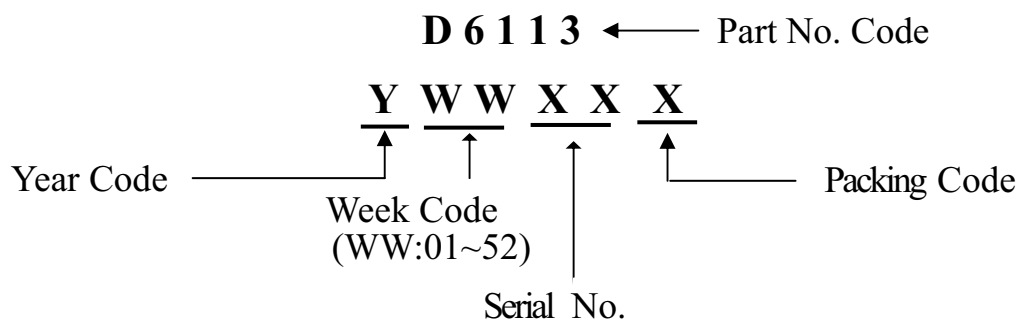 D 6 1 1 3 Part No. Code
Y W W X X X
Year Code
Packing Code
Week Code
(WW:01~52)
Serial No.